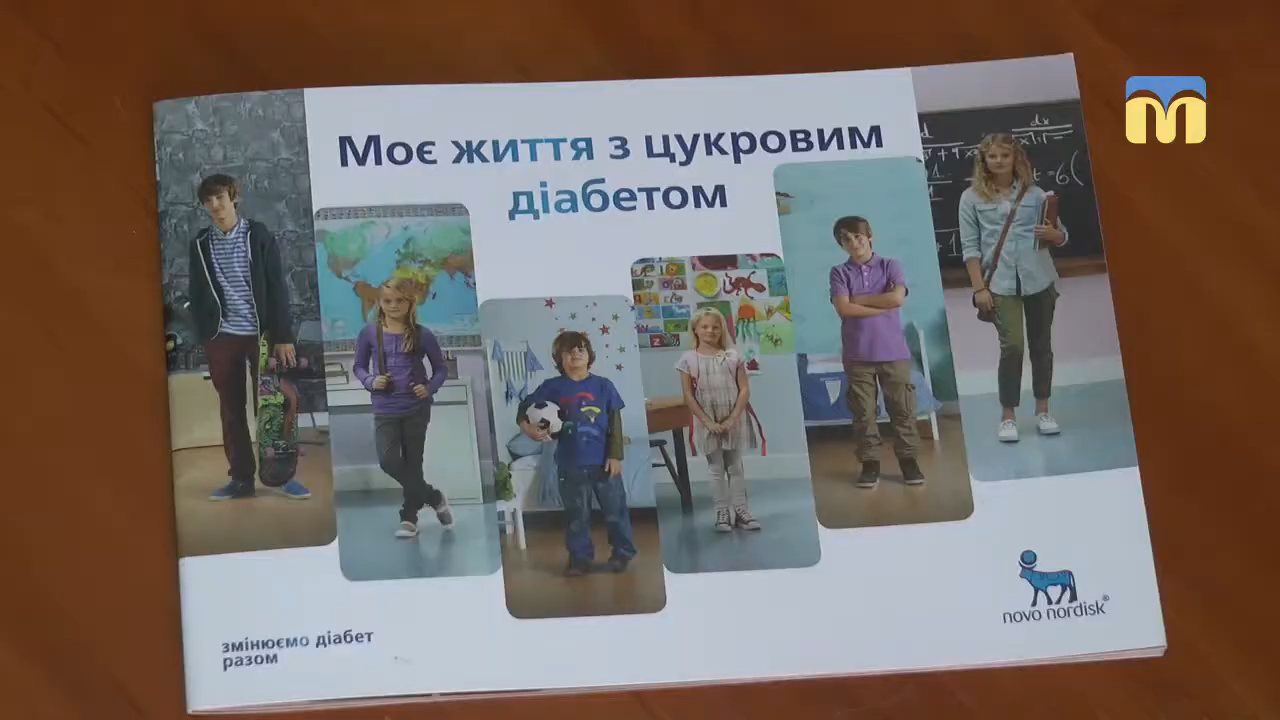 Моє життя з цукровим
діабетом
змінюємо діабет
разом
novo nordisk®